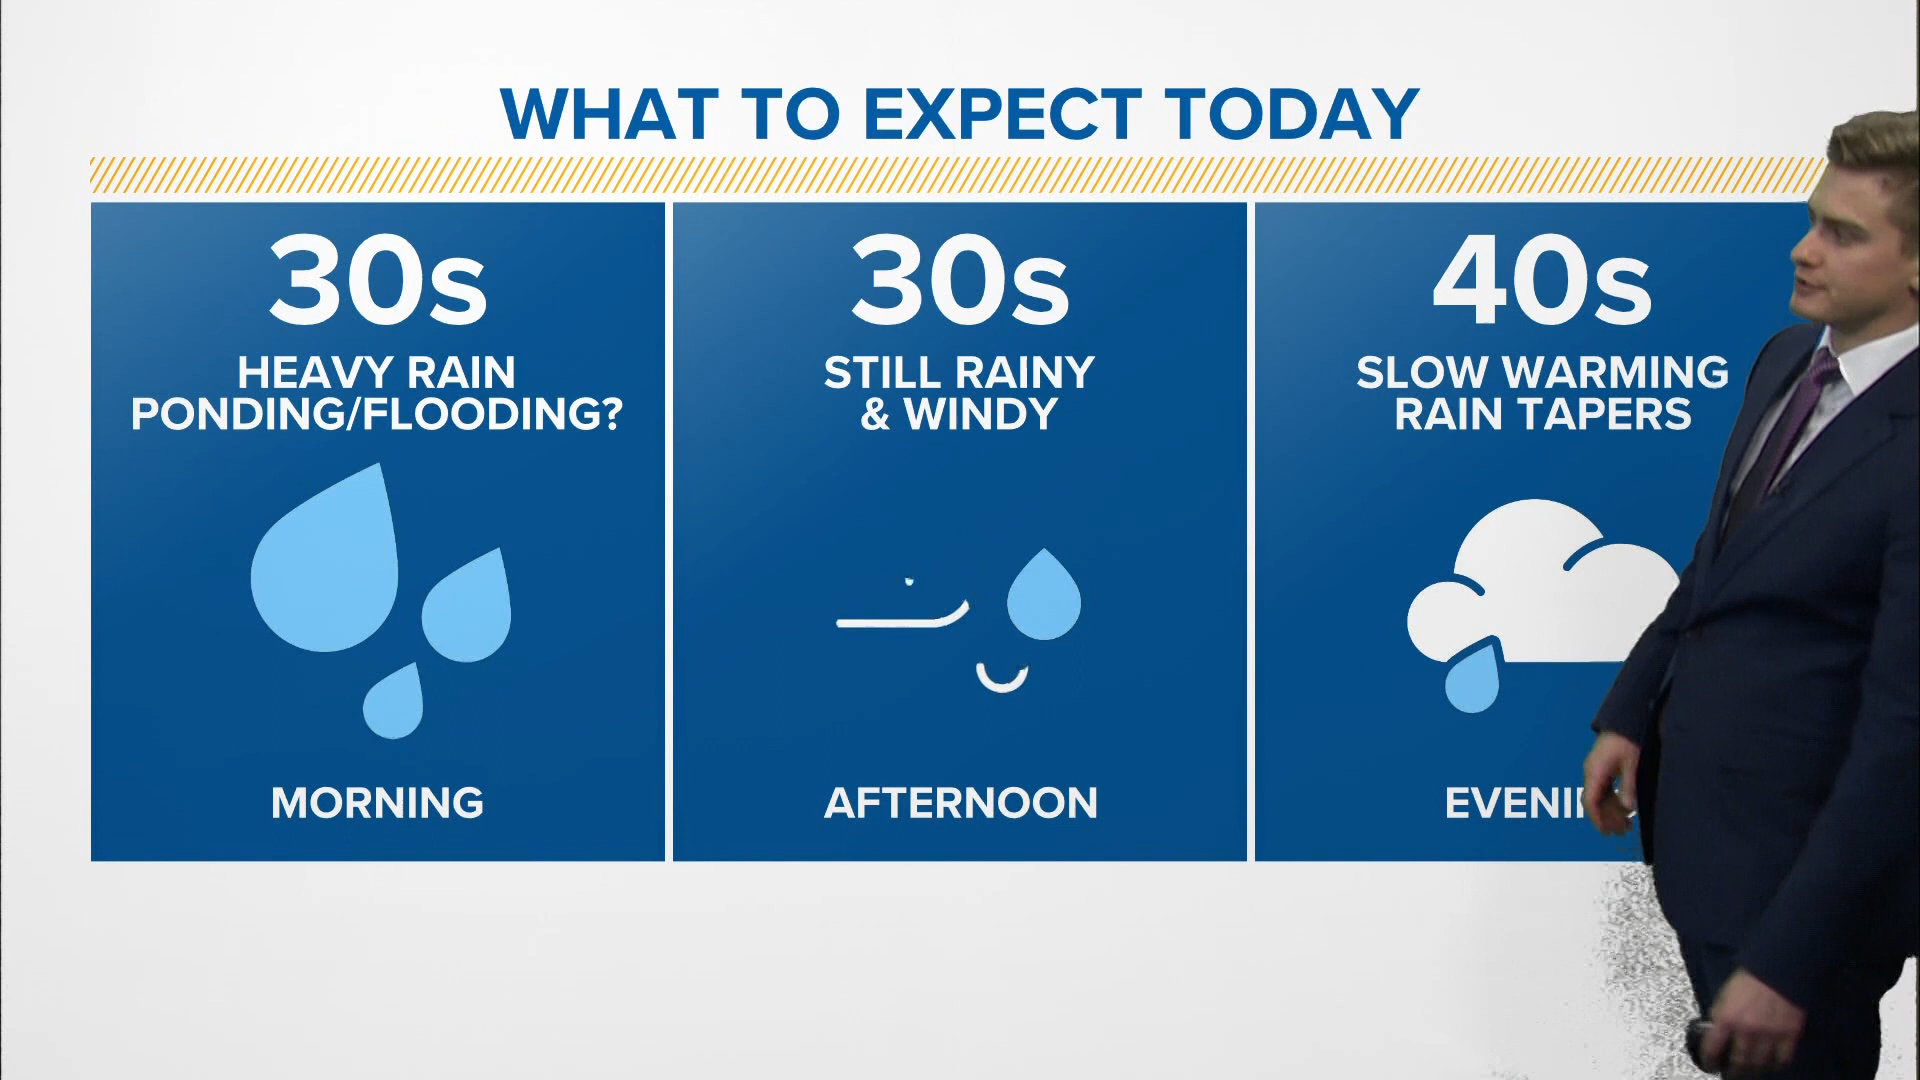 WHAT TO EXPECT TODAY
30s
HEAVY RAIN
PONDING/FLOODING?
MORNING
30s
STILL RAINY
& WINDY
AFTERNOON
40s
SLOW WARMING
RAIN TAPERS